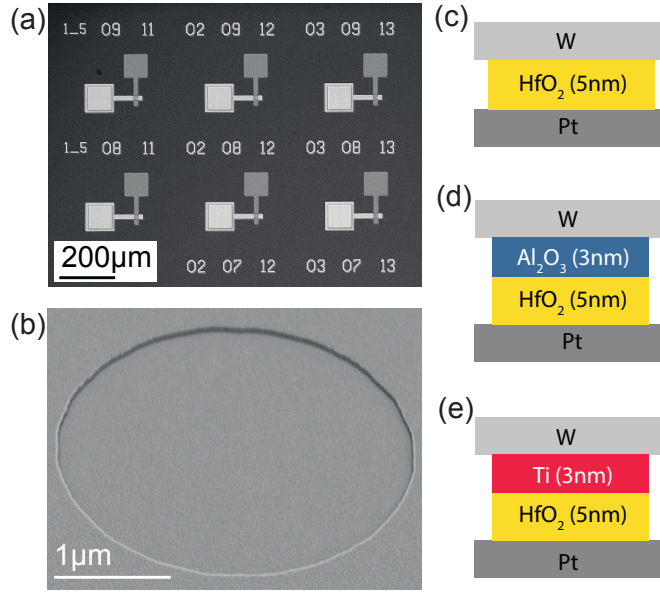 (a)
1_5 09 11 02 09 12 03 09 13
1_5 08 11 02 08 12 03 08 13
200μm
02 07 12 03 07 13
(b)
1μm
(c)
W
HfO₂ (5nm)
Pt
(d)
W
Al₂O₃ (3nm)
HfO₂ (5nm)
Pt
(e)
W
Ti (3nm)
HfO₂ (5nm)
Pt